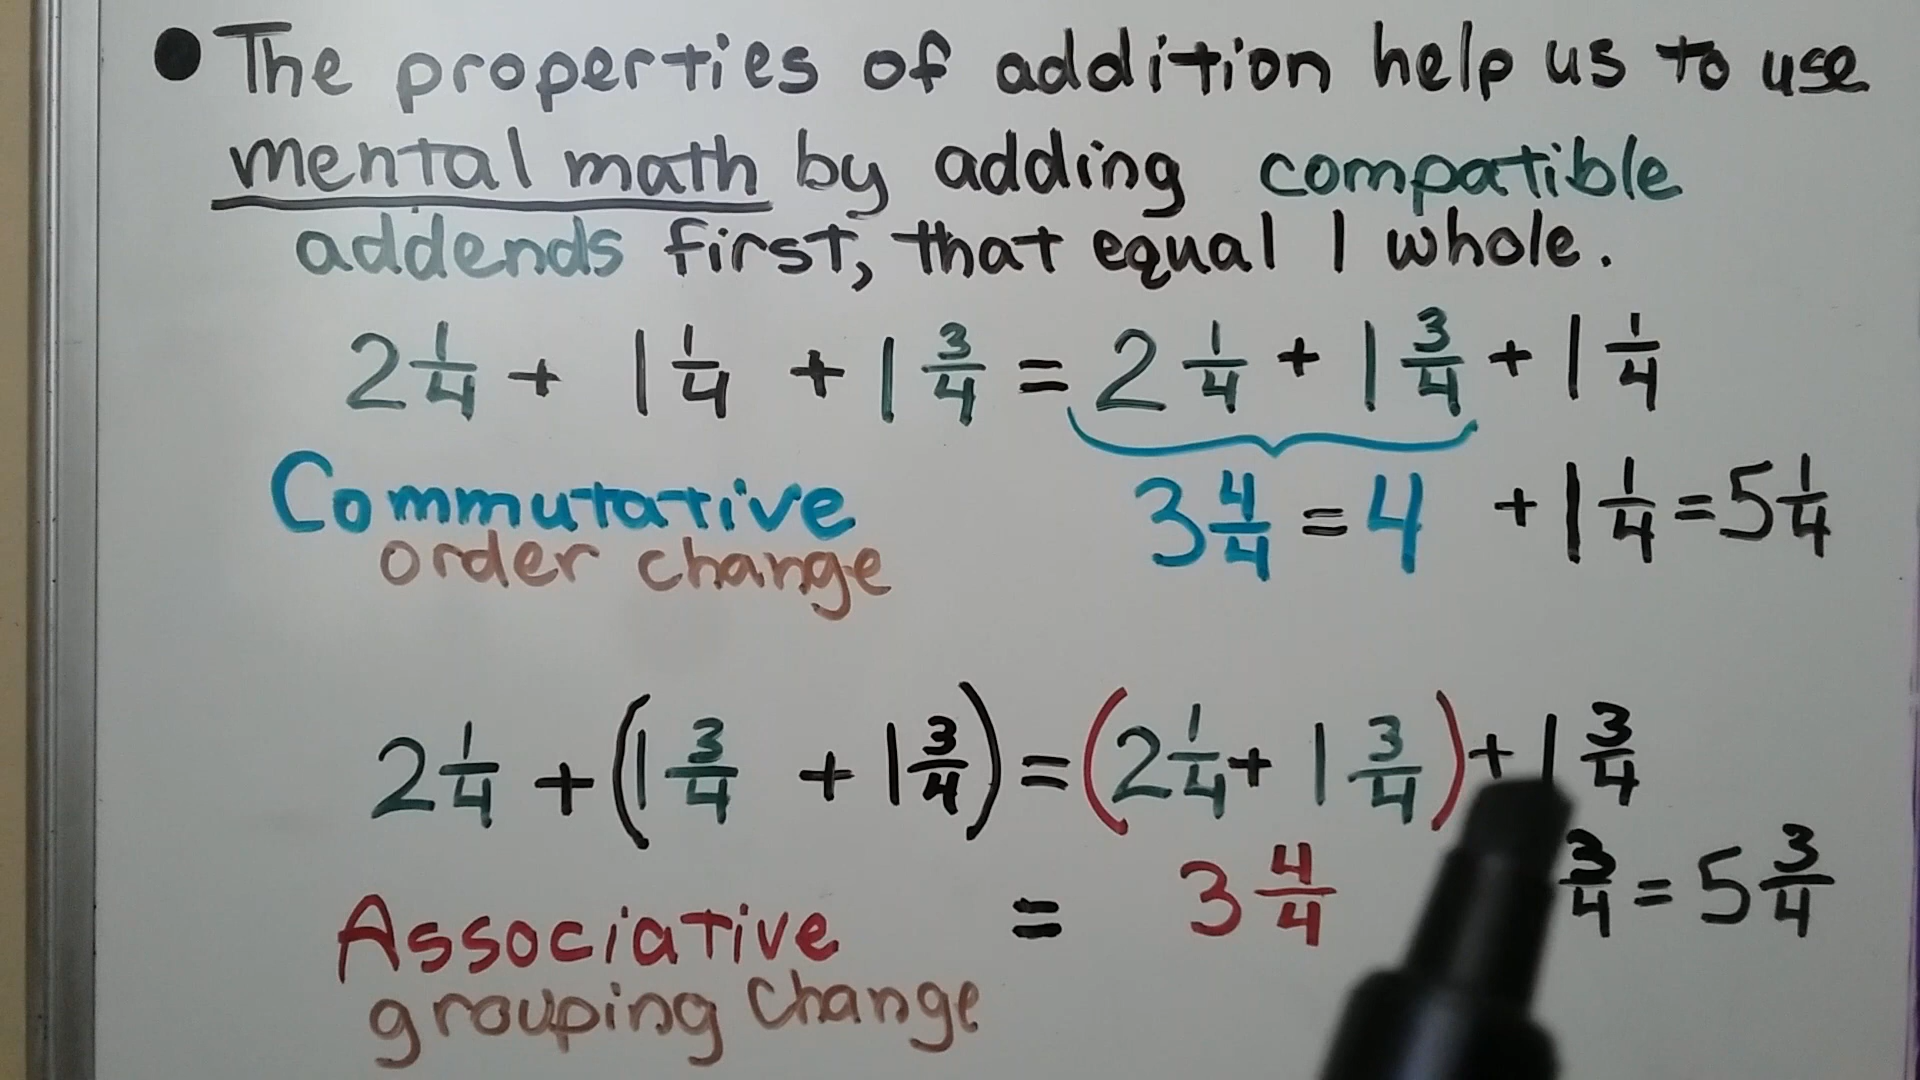 • The properties of addition help us to use
mental math by adding compatible
addends first, that equal 1 whole.
2 1/4 + 1 1/4 + 1 3/4 = 2 1/4 + 1 3/4 + 1 1/4
Commutative 3 4/4 = 4 + 1 1/4 = 5 1/4
order change
2 1/4 + (1 3/4 + 1 3/4) = (2 1/4 + 1 3/4) + 1 3/4
Associative = 3 4/4 3/4 = 5 3/4
grouping change